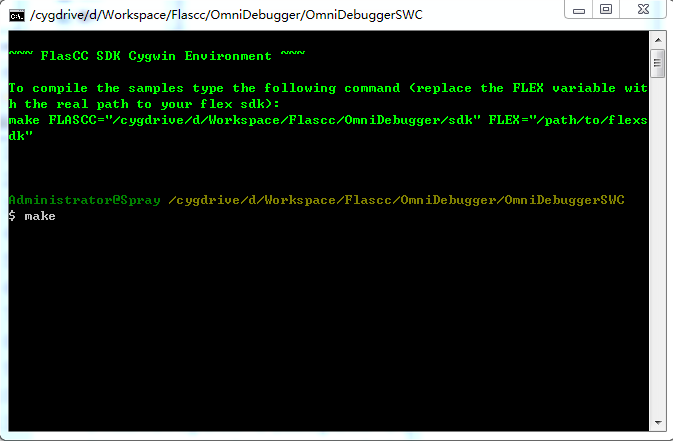 /cygdrive/d/Workspace/Flascc/OmniDebugger/OmniDebuggerSWC
~~~ FlasCC SDK Cygwin Environment ~~~
To compile the samples type the following command (replace the FLEX variable wit
h the real path to your flex sdk):
make FLASCC="/cygdrive/d/Workspace/Flascc/OmniDebugger/sdk" FLEX="/path/to/flexs
dk"
Administrator@Spray /cygdrive/d/Workspace/Flascc/OmniDebugger/OmniDebuggerSWC
$ make